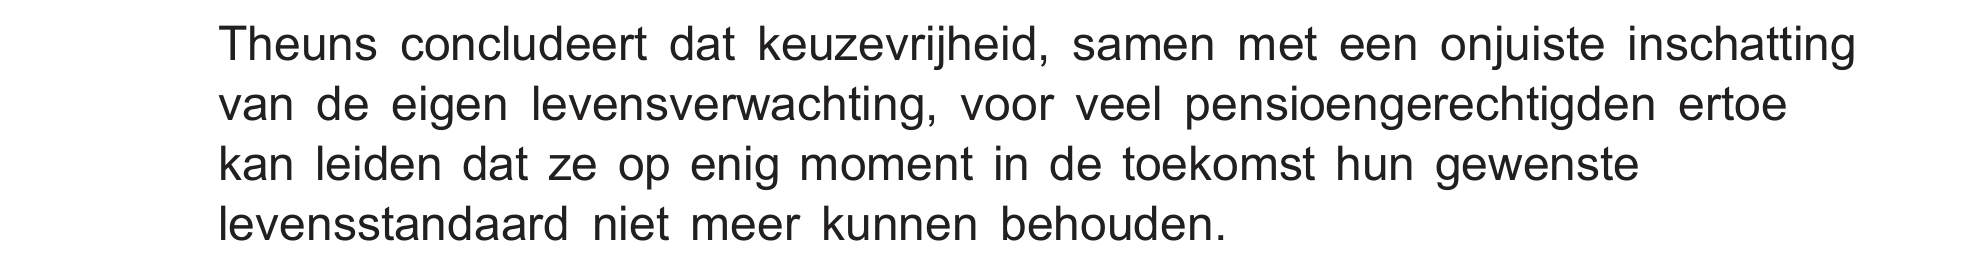 Theuns concludeert dat keuzevrijheid, samen met een onjuiste inschatting
van de eigen levensverwachting, voor veel pensioengerechtigden ertoe
kan leiden dat ze op enig moment in de toekomst hun gewenste
levensstandaard niet meer kunnen behouden.